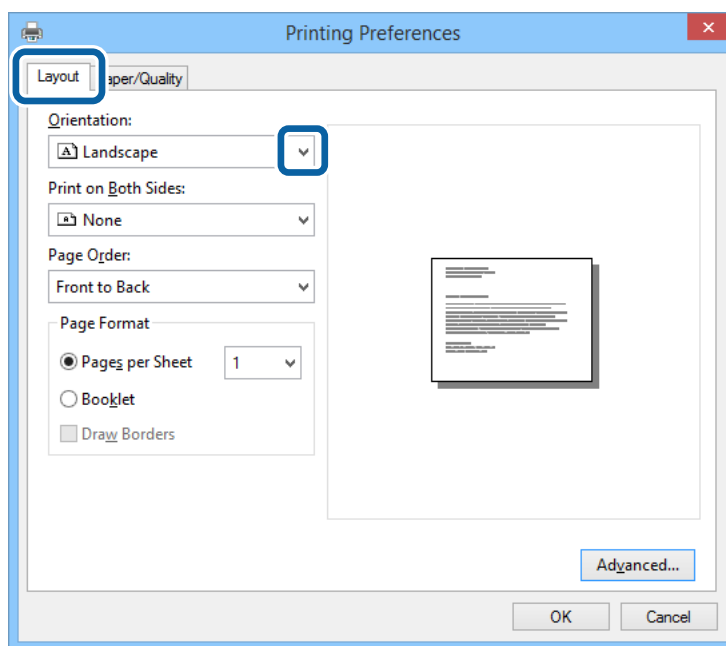 Printing Preferences
Layout
aper/Quality
Orientation:
Landscape
Print on Both Sides:
None
Page Order:
Front to Back
Page Format
Pages per Sheet 1
Booklet
Draw Borders
Advanced...
OK Cancel